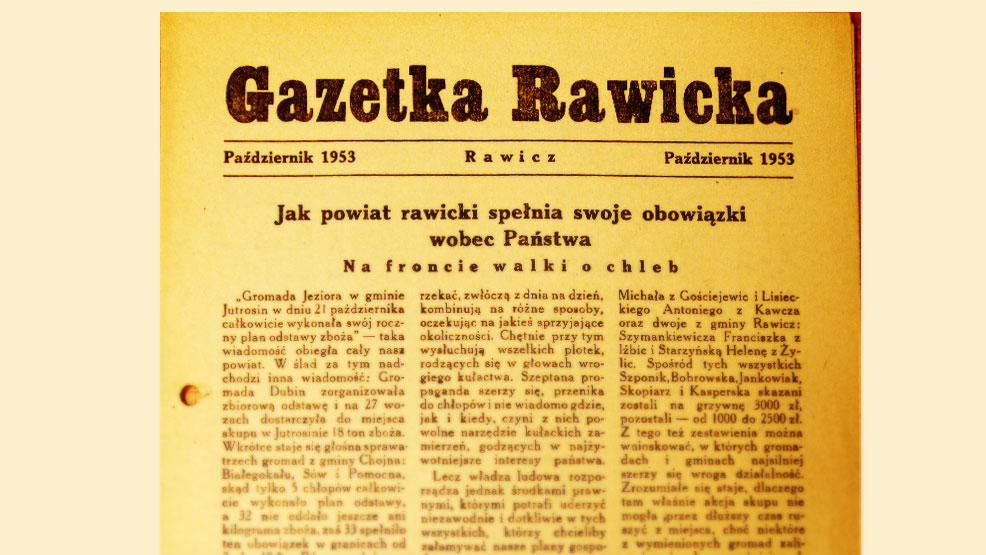 Gazetka Rawicka
Październik 1953 Rawicz Październik 1953
Jak powiat rawicki spełnia swoje obowiązki
wobec Państwa
Na froncie walki o chleb
„Gromada Jeziora w gminie
Jutrosin w dniu 21 października
całkowicie wykonała swój rocz-
ny plan odstawy zboża” — taka
wiadomość obiegła cały nasz
powiat. W ślad za tym nad-
chodzi inna wiadomość: Gro-
mada Dubin zorganizowała
zbiorową odstawę i na 27 wo-
zach dostarczyła do miejsca
skupu w Jutrosinie 18 ton zboża.
Wkrótce staje się głośna sprawa
trzech gromad z gminy Chojna:
Białegokału, Sów i Pomocna,
skąd tylko 5 chłopów całkowi-
cie wykonało plan odstawy,
a 32 nie oddało jeszcze ani
kilograma zboża, zaś 33 spełniło
ten obowiązek w granicach od
rzekać, zwłóczą z dnia na dzień,
kombinują na różne sposoby,
oczekując na jakieś sprzyjające
okoliczności. Chętnie przy tym
wysłuchują wszelkich plotek,
rodzących się w głowach wro-
giego kułactwa. Szeptana pro-
paganda szerzy się, przenika
do chłopów i nie wiadomo gdzie,
jak i kiedy, czyni z nich po-
wolne narzędzie kułackich za-
mierzeń, godzących w najży-
wotniejsze interesy państwa.
Lecz władza ludowa rozpo-
rządza jednak środkami praw-
nymi, którymi potrafi uderzyć
niezawodnie i dotkliwie w tych
wszystkich, którzy chcieliby
załamywać nasze plany gospo-
Michała z Gościejewic i Lisiec-
kiego Antoniego z Kawcza
oraz dwoje z gminy Rawicz:
Szymankiewicza Franciszka z
Iżbic i Starzyńską Helenę z Ży-
lic. Spośród tych wszystkich
Szponik, Bobrowska, Jankowiak,
Skopiarz i Kasperska skazani
zostali na grzywnę 3000 zł,
pozostali — od 1000 do 2500 zł.
Z tego też zestawienia można
wnioskować, w których groma-
dach i gminach najsilniej
szerzy się wroga działalność.
Zrozumiałe się staje, dlaczego
tam właśnie akcja skupu nie
mogła przez dłuższy czas ru-
szyć z miejsca, choć niektóre
z wymienionych gromad zali-